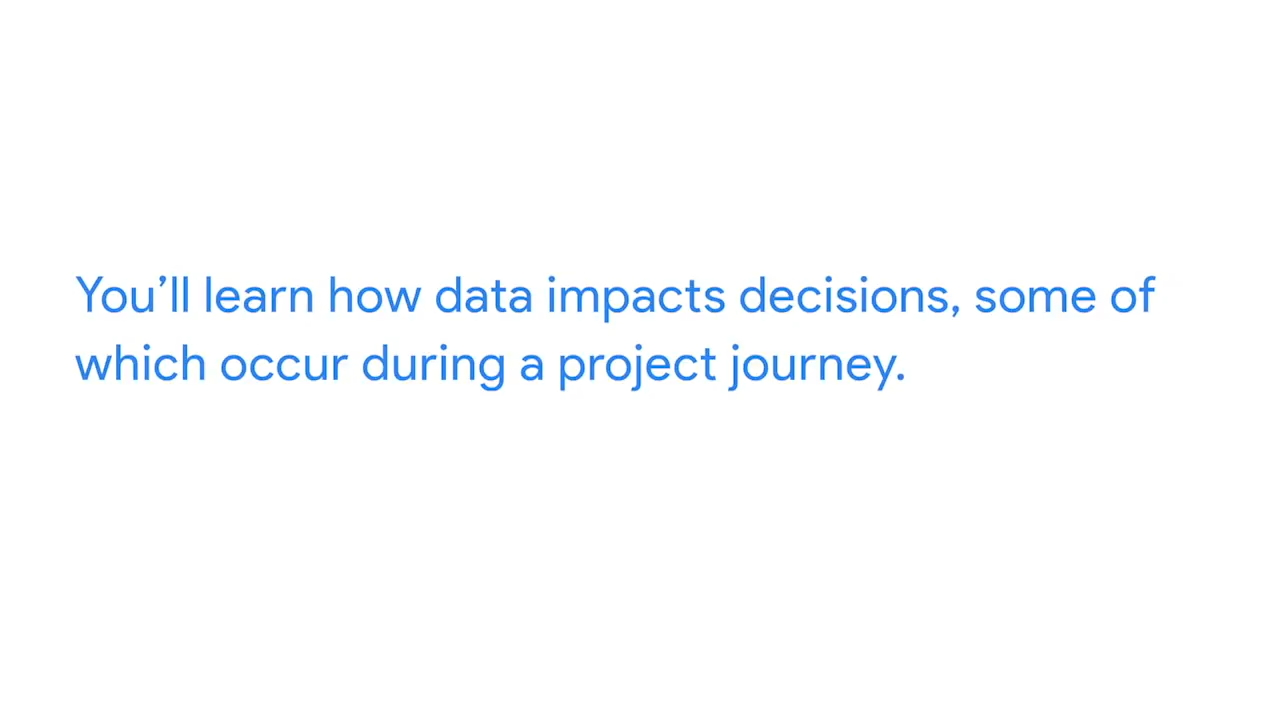 You’ll learn how data impacts decisions, some of
which occur during a project journey.